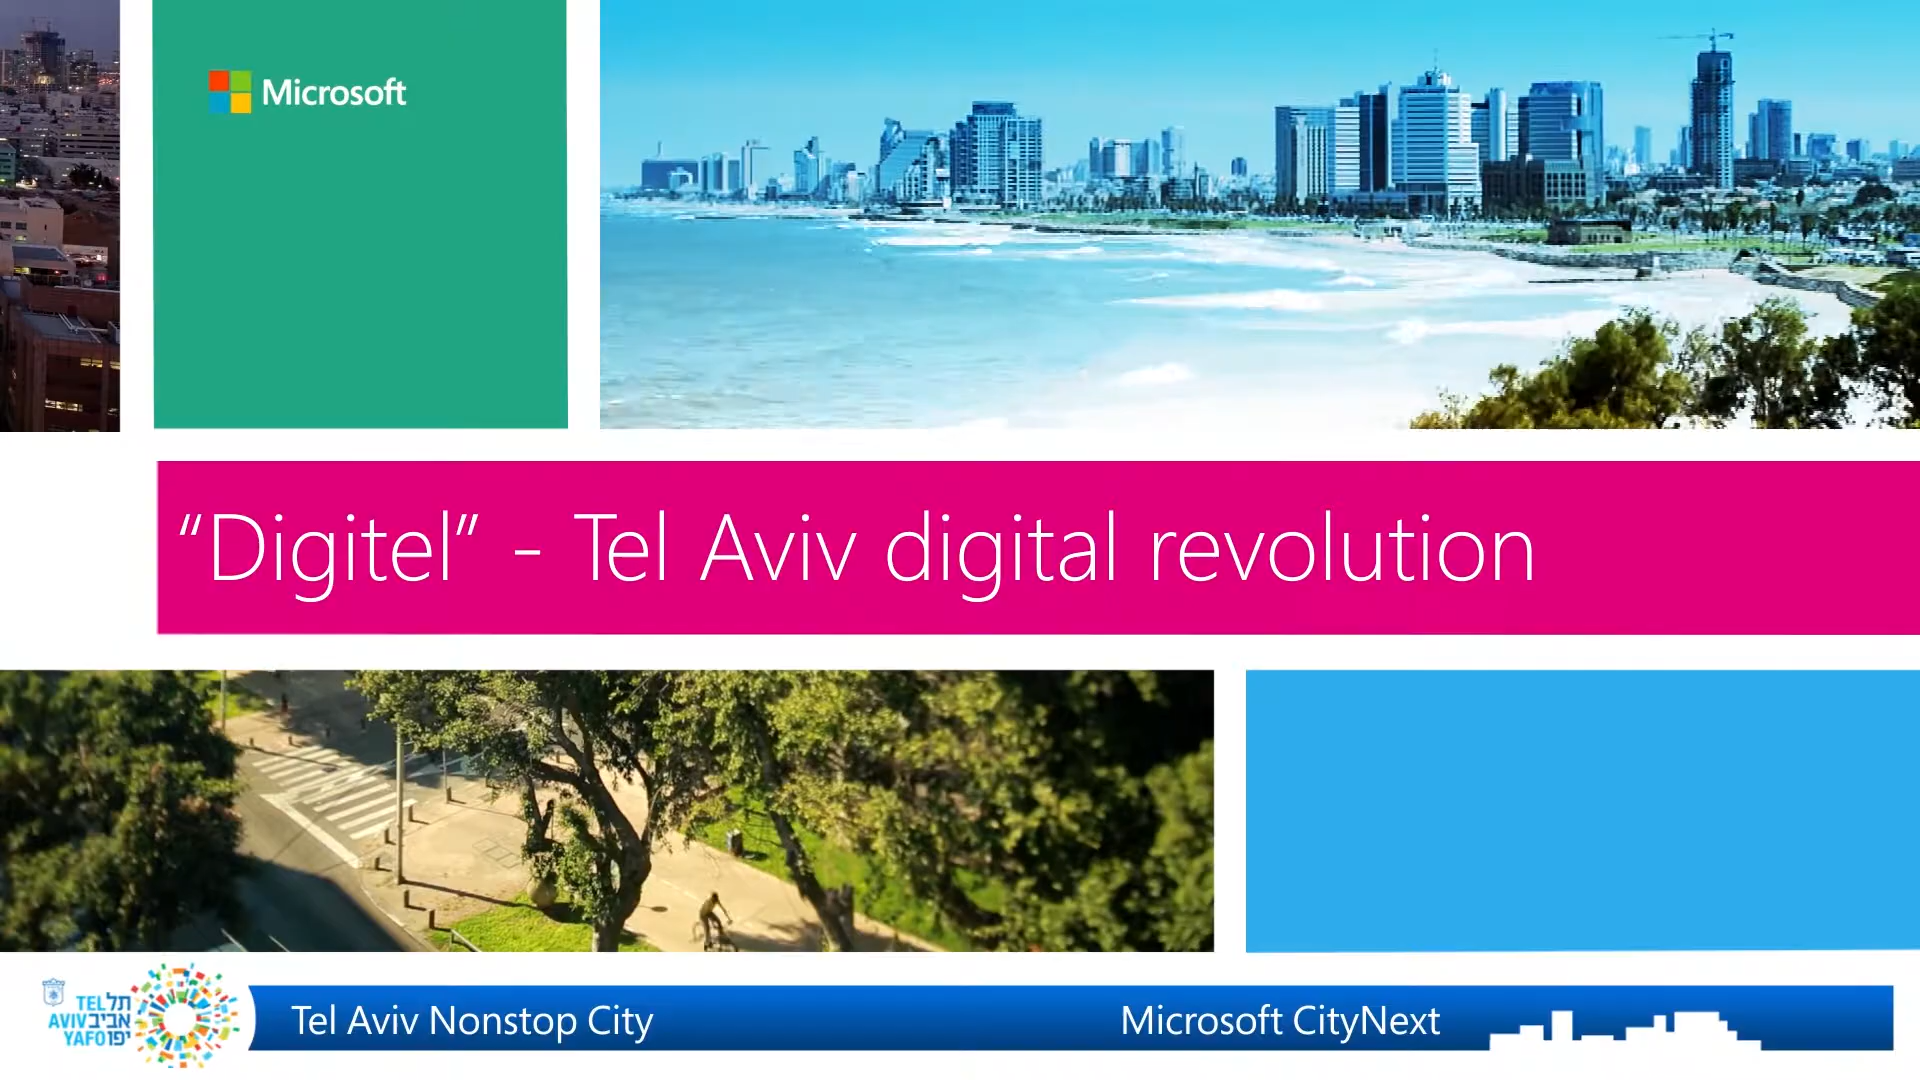 Microsoft
“Digitel” - Tel Aviv digital revolution
TEL תל
AVIV אביב
YAFO יפו
Tel Aviv Nonstop City
Microsoft CityNext